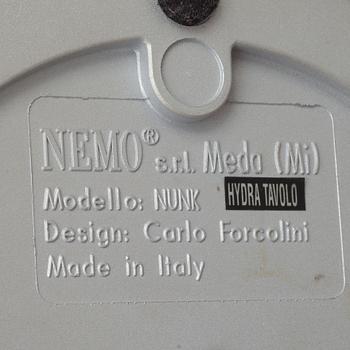 NEMO® s.r.l. Meda (Mi)
Modello: NUNK HYDRA TAVOLO
Design: Carlo Forcolini
Made in Italy